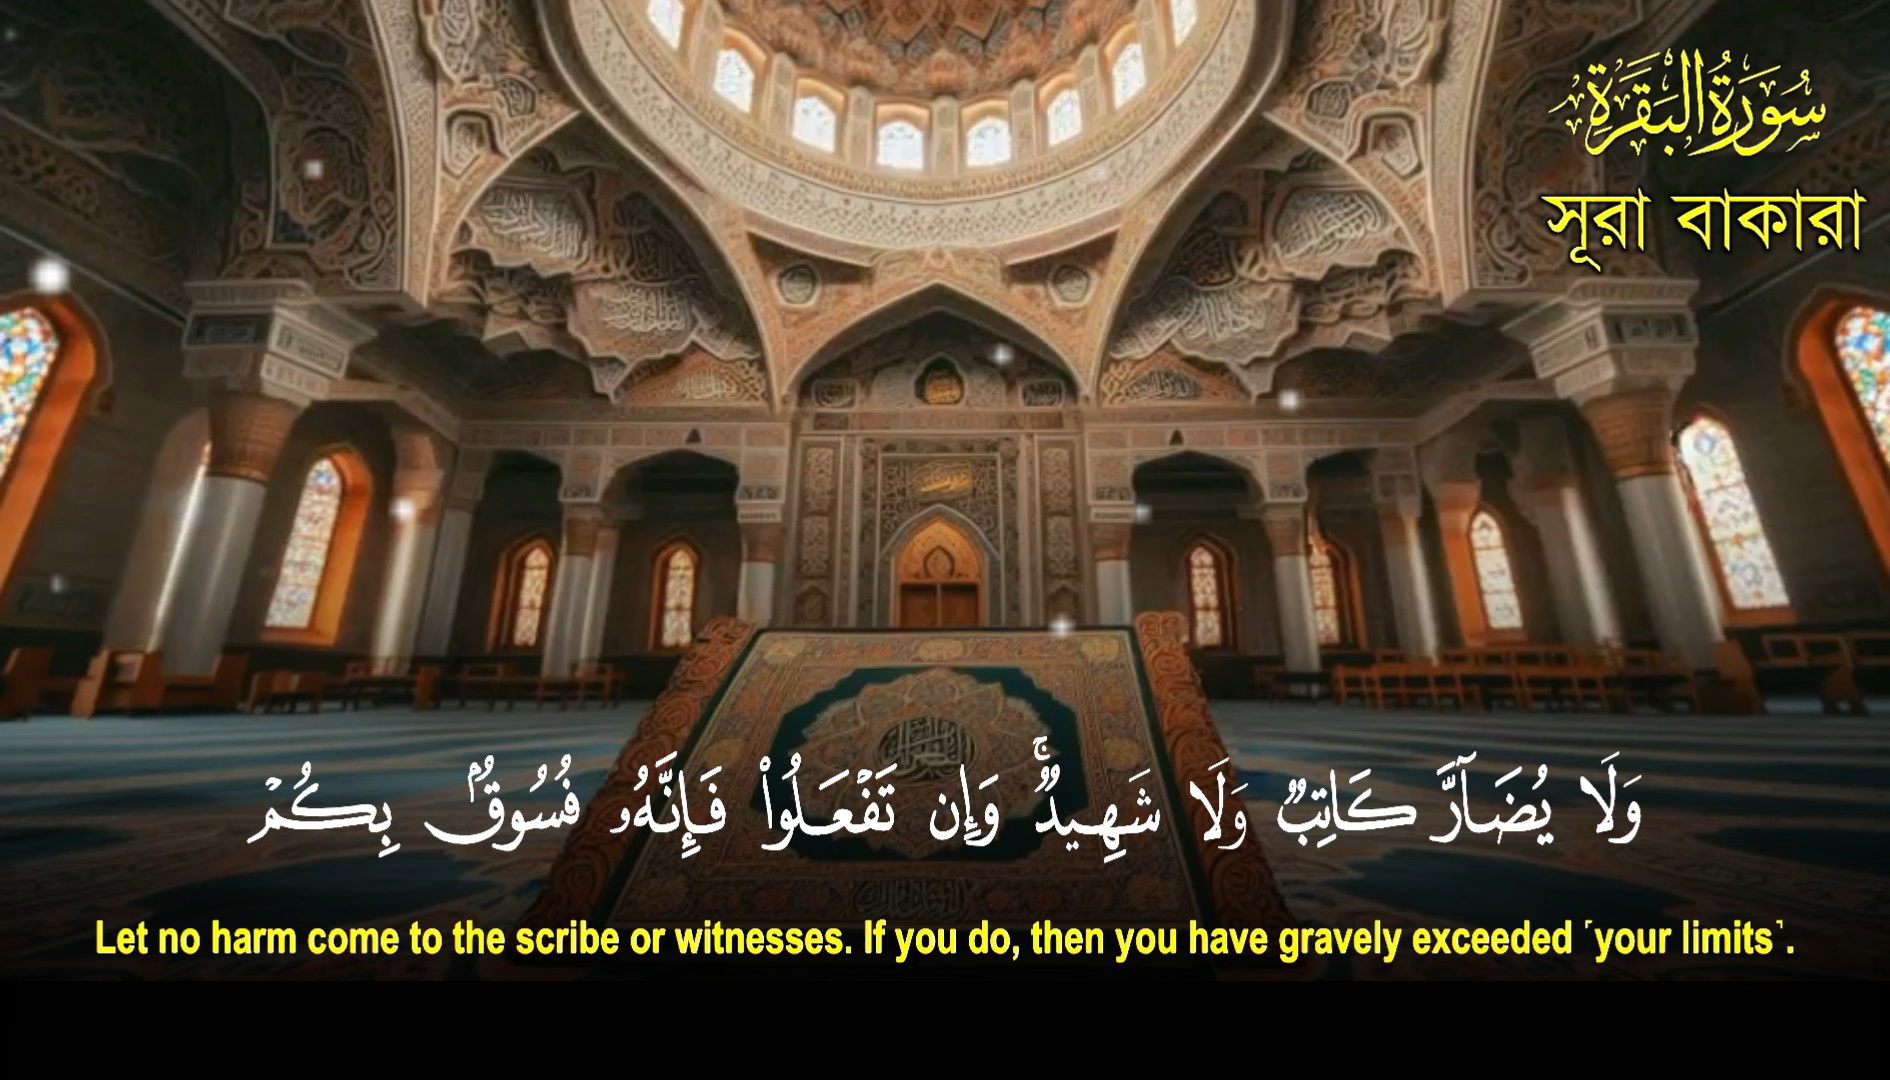 سُورَةُ البَقَرَةِ
সূরা বাকারা
وَلَا يُضَآرَّ كَاتِبٌ وَلَا شَهِيدٌ ۚ وَإِن تَفْعَلُوا۟ فَإِنَّهُۥ فُسُوقٌۢ بِكُمْ
Let no harm come to the scribe or witnesses. If you do, then you have gravely exceeded ˹your limits˺.